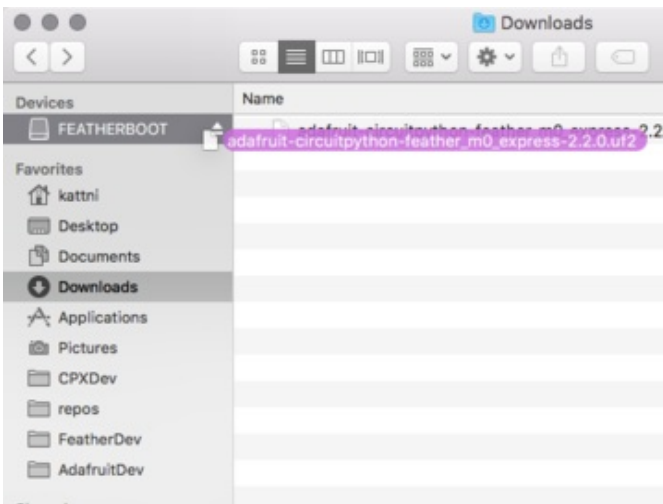 Downloads
Devices
Name
FEATHERBOOT
adafruit-circuitpython-feather_m0_express-2.2.0.uf2
Favorites
kattni
Desktop
Documents
Downloads
Applications
Pictures
CPXDev
repos
FeatherDev
AdafruitDev